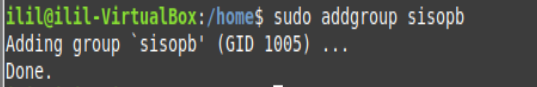 ilil@ilil-VirtualBox:/home$ sudo addgroup sisopb
Adding group `sisopb' (GID 1005) ...
Done.